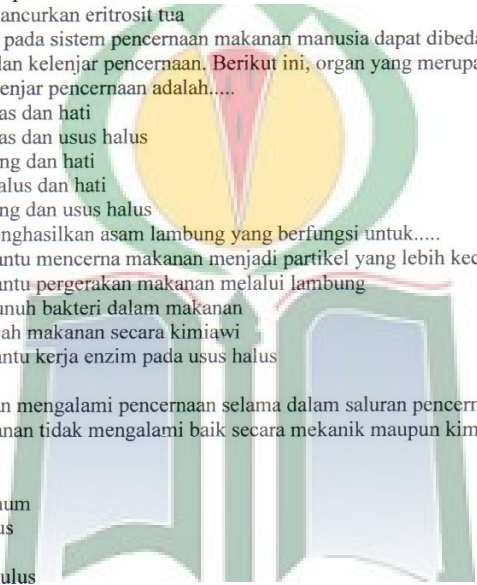 ancurkan eritrosit tua
pada sistem pencernaan makanan manusia dapat dibeda
dan kelenjar pencernaan. Berikut ini, organ yang merupa
enjar pencernaan adalah.....
as dan hati
as dan usus halus
ng dan hati
alus dan hati
ng dan usus halus
nghasilkan asam lambung yang berfungsi untuk.....
antu mencerna makanan menjadi partikel yang lebih kec
antu pergerakan makanan melalui lambung
unuh bakteri dalam makanan
ah makanan secara kimiawi
antu kerja enzim pada usus halus
n mengalami pencernaan selama dalam saluran pencern
anan tidak mengalami baik secara mekanik maupun kim
num
us
ulus